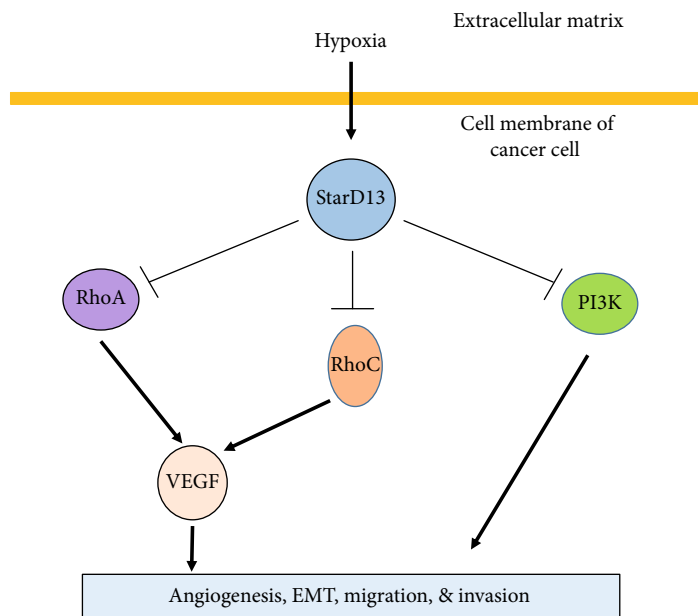 Extracellular matrix
Hypoxia
Cell membrane of
cancer cell
StarD13
RhoA
PI3K
RhoC
VEGF
Angiogenesis, EMT, migration, & invasion